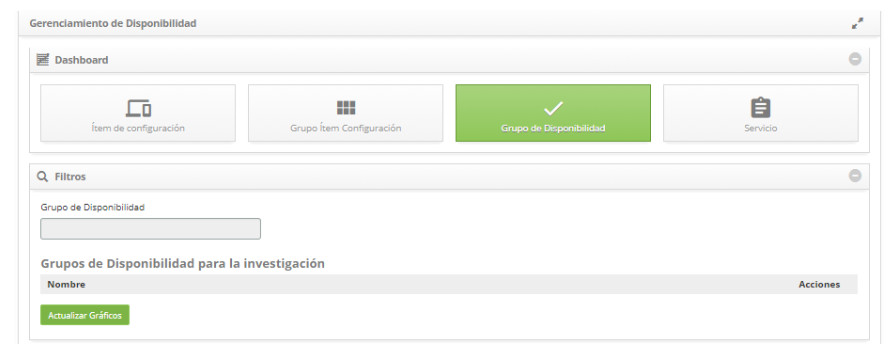 Gerenciamiento de Disponibilidad
Dashboard
Ítem de configuración
Grupo Ítem Configuración
Grupo de Disponibilidad
Servicio
Filtros
Grupo de Disponibilidad
Grupos de Disponibilidad para la investigación
Nombre Acciones
Actualizar Gráficos